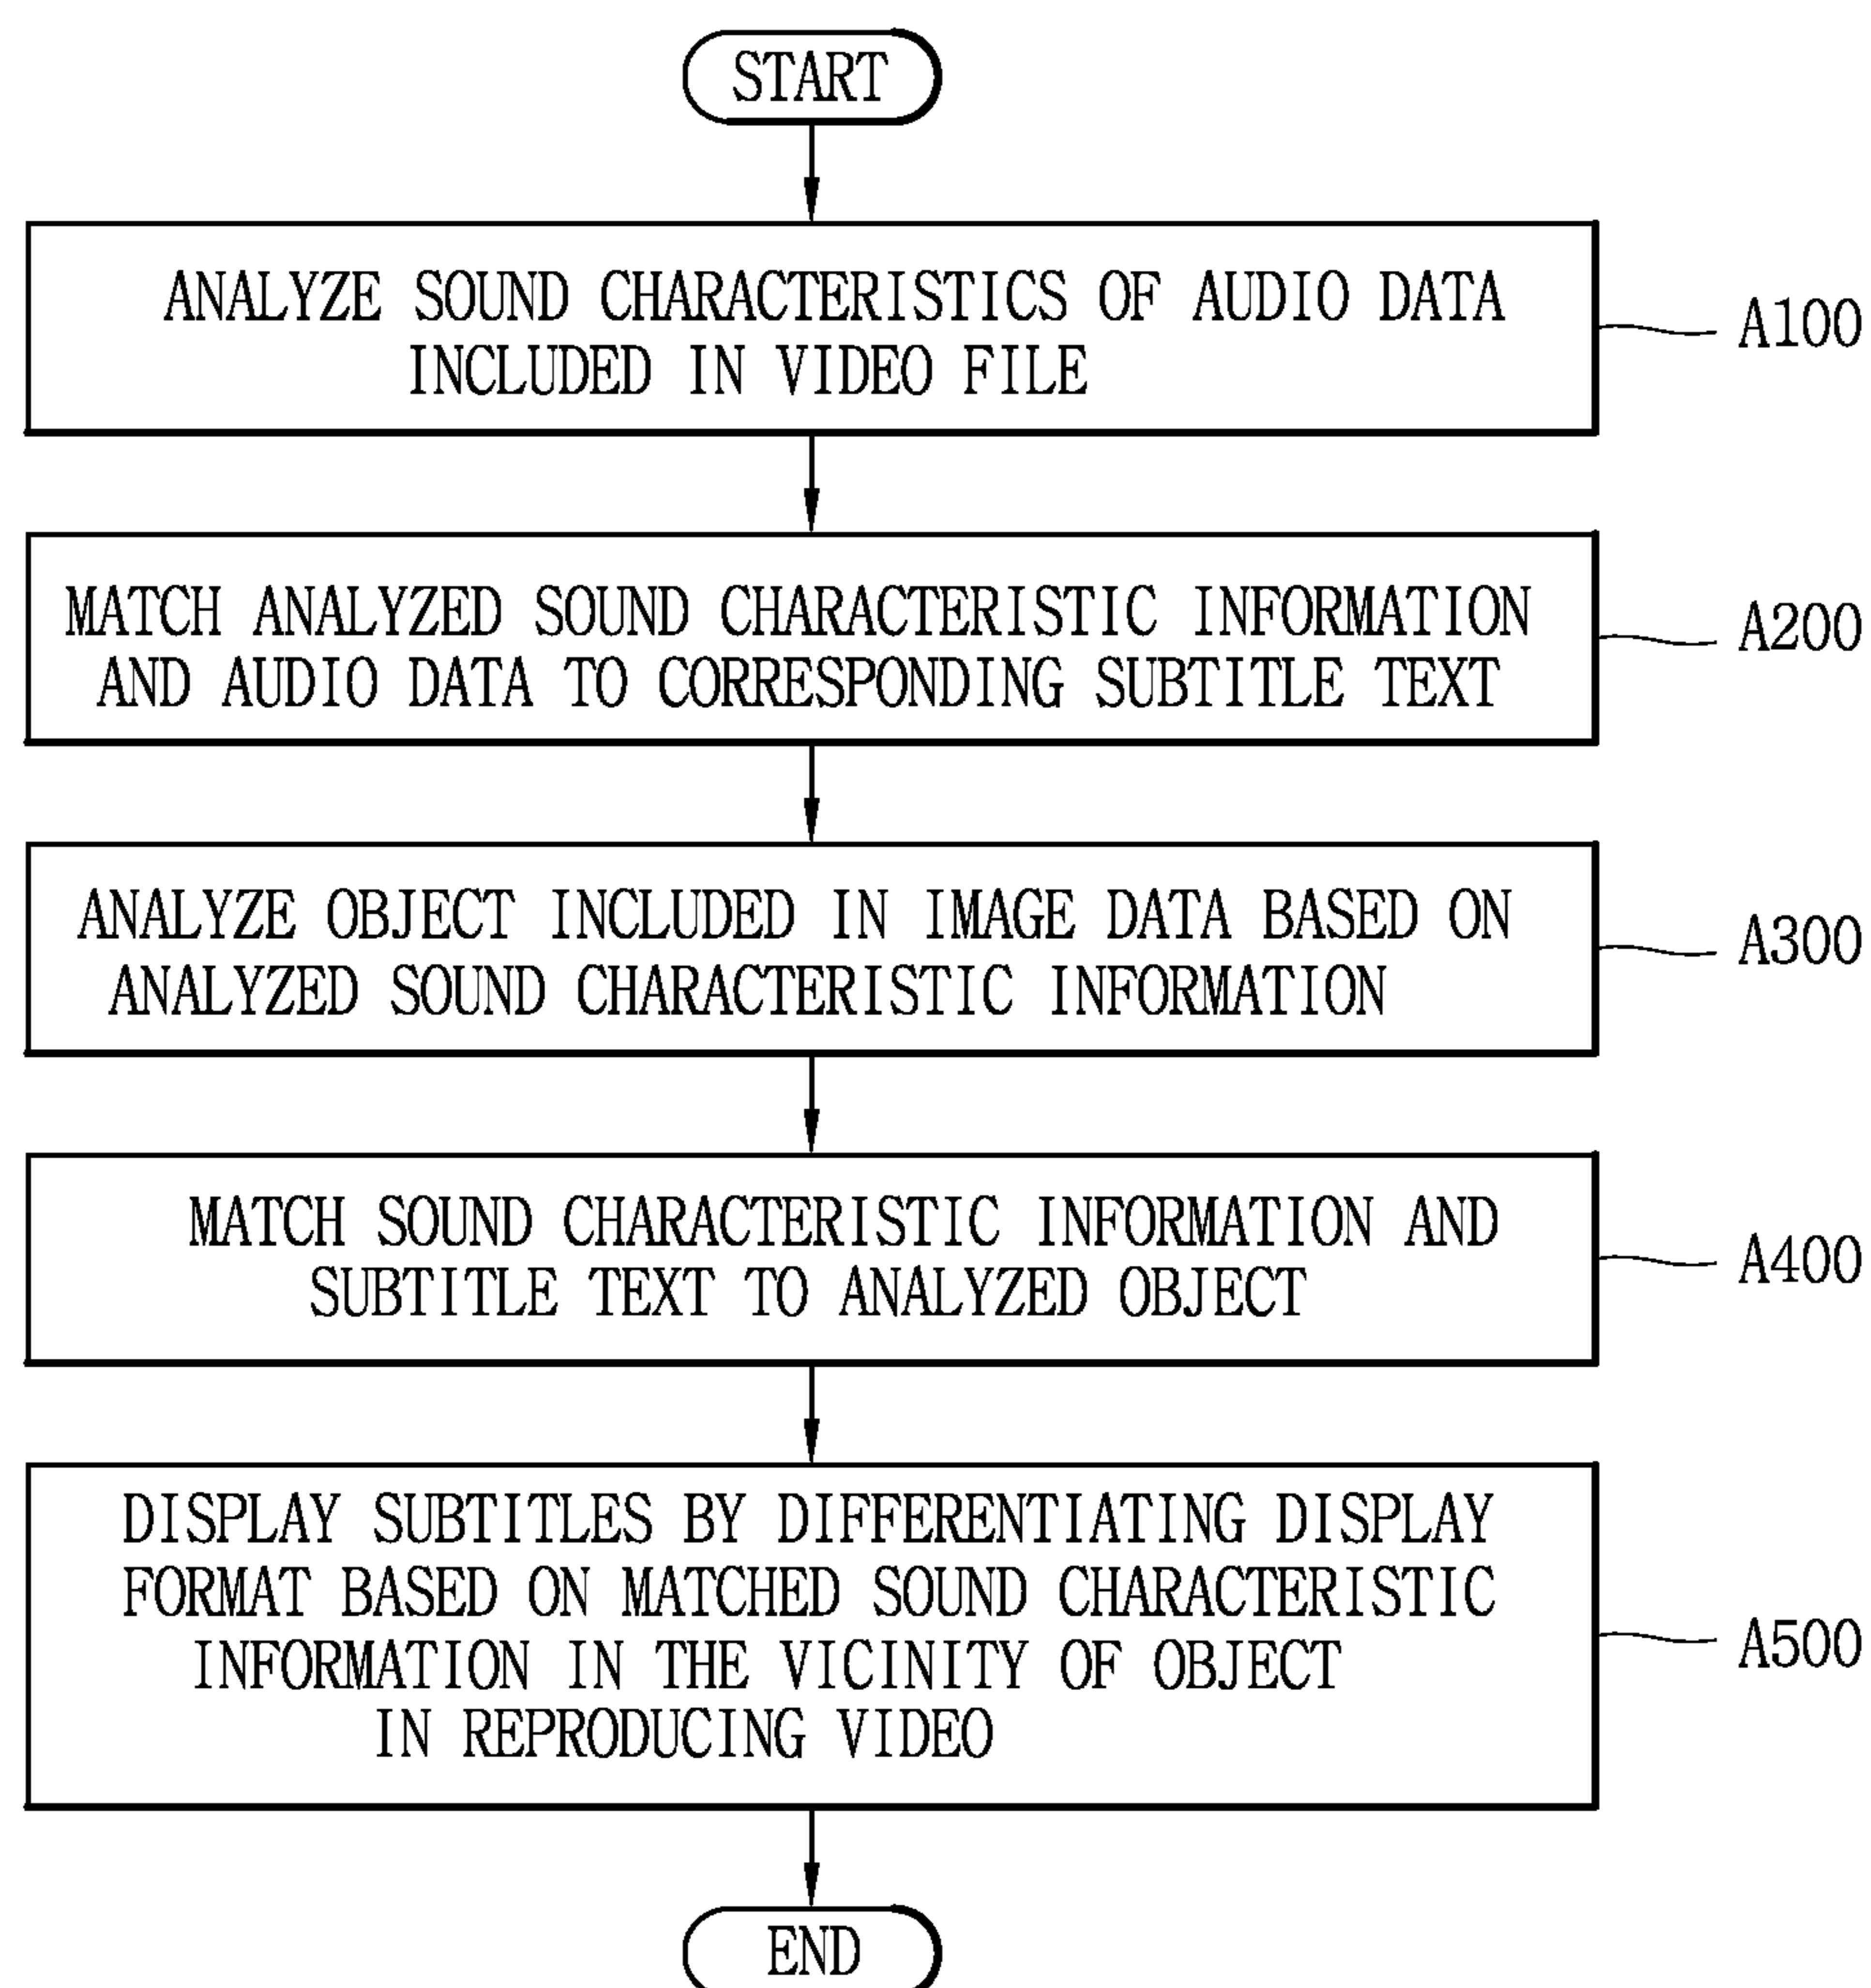 START
ANALYZE SOUND CHARACTERISTICS OF AUDIO DATA
INCLUDED IN VIDEO FILE
A100
MATCH ANALYZED SOUND CHARACTERISTIC INFORMATION
AND AUDIO DATA TO CORRESPONDING SUBTITLE TEXT
A200
ANALYZE OBJECT INCLUDED IN IMAGE DATA BASED ON
ANALYZED SOUND CHARACTERISTIC INFORMATION
A300
MATCH SOUND CHARACTERISTIC INFORMATION AND
SUBTITLE TEXT TO ANALYZED OBJECT
A400
DISPLAY SUBTITLES BY DIFFERENTIATING DISPLAY
FORMAT BASED ON MATCHED SOUND CHARACTERISTIC
INFORMATION IN THE VICINITY OF OBJECT
IN REPRODUCING VIDEO
A500
END